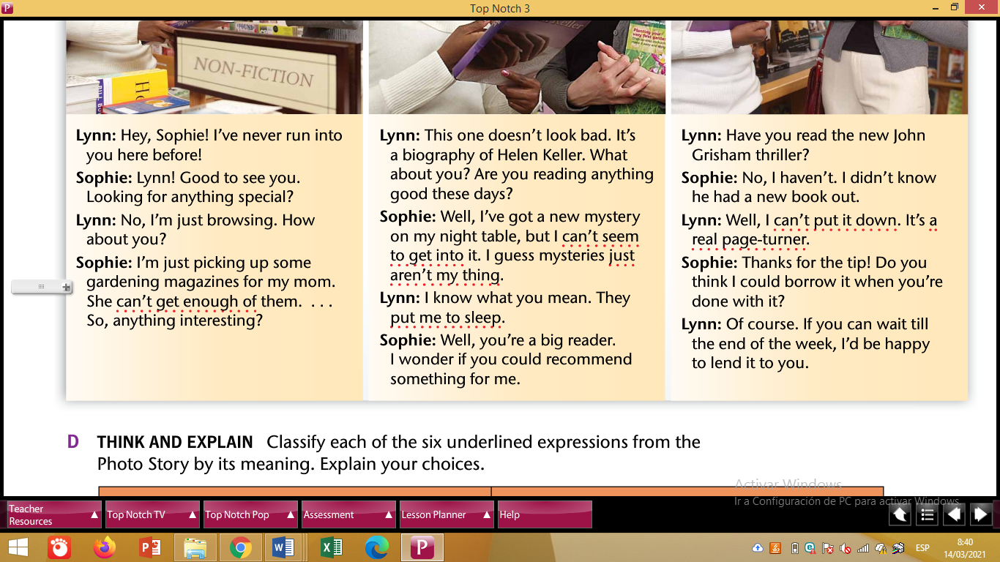 Top Notch 3
NON-FICTION
Lynn: Hey, Sophie! I've never run into
you here before!
Sophie: Lynn! Good to see you.
Looking for anything special?
Lynn: No, I'm just browsing. How
about you?
Sophie: I'm just picking up some
gardening magazines for my mom.
She can't get enough of them. . . .
So, anything interesting?
Lynn: This one doesn't look bad. It's
a biography of Helen Keller. What
about you? Are you reading anything
good these days?
Sophie: Well, I've got a new mystery
on my night table, but I can't seem
to get into it. I guess mysteries just
aren't my thing.
Lynn: I know what you mean. They
put me to sleep.
Sophie: Well, you're a big reader.
I wonder if you could recommend
something for me.
Lynn: Have you read the new John
Grisham thriller?
Sophie: No, I haven't. I didn't know
he had a new book out.
Lynn: Well, I can't put it down. It's a
real page-turner.
Sophie: Thanks for the tip! Do you
think I could borrow it when you're
done with it?
Lynn: Of course. If you can wait till
the end of the week, I'd be happy
to lend it to you.
D THINK AND EXPLAIN Classify each of the six underlined expressions from the
Photo Story by its meaning. Explain your choices.
Activar Windows
Ir a Configuración de PC para activar Windows.
Teacher
Resources
Top Notch TV
Top Notch Pop
Assessment
Lesson Planner
Help
ESP
8:40
14/03/2021